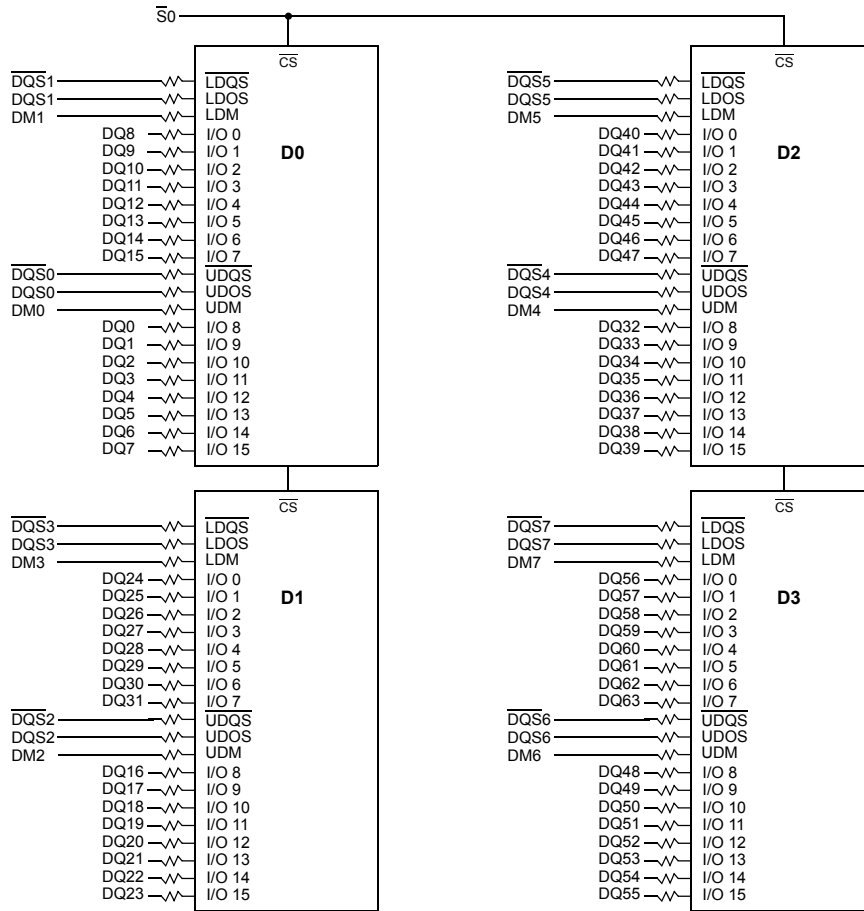 S0
CS
DQS1 LDQS
DQS1 LDOS
DM1 LDM
DQ8 I/O 0
DQ9 I/O 1
DQ10 I/O 2
DQ11 I/O 3
DQ12 I/O 4
DQ13 I/O 5
DQ14 I/O 6
DQ15 I/O 7
DQS0 UDQS
DQS0 UDOS
DM0 UDM
DQ0 I/O 8
DQ1 I/O 9
DQ2 I/O 10
DQ3 I/O 11
DQ4 I/O 12
DQ5 I/O 13
DQ6 I/O 14
DQ7 I/O 15
D0
CS
DQS5 LDQS
DQS5 LDOS
DM5 LDM
DQ40 I/O 0
DQ41 I/O 1
DQ42 I/O 2
DQ43 I/O 3
DQ44 I/O 4
DQ45 I/O 5
DQ46 I/O 6
DQ47 I/O 7
DQS4 UDQS
DQS4 UDOS
DM4 UDM
DQ32 I/O 8
DQ33 I/O 9
DQ34 I/O 10
DQ35 I/O 11
DQ36 I/O 12
DQ37 I/O 13
DQ38 I/O 14
DQ39 I/O 15
D2
CS
DQS3 LDQS
DQS3 LDOS
DM3 LDM
DQ24 I/O 0
DQ25 I/O 1
DQ26 I/O 2
DQ27 I/O 3
DQ28 I/O 4
DQ29 I/O 5
DQ30 I/O 6
DQ31 I/O 7
DQS2 UDQS
DQS2 UDOS
DM2 UDM
DQ16 I/O 8
DQ17 I/O 9
DQ18 I/O 10
DQ19 I/O 11
DQ20 I/O 12
DQ21 I/O 13
DQ22 I/O 14
DQ23 I/O 15
D1
CS
DQS7 LDQS
DQS7 LDOS
DM7 LDM
DQ56 I/O 0
DQ57 I/O 1
DQ58 I/O 2
DQ59 I/O 3
DQ60 I/O 4
DQ61 I/O 5
DQ62 I/O 6
DQ63 I/O 7
DQS6 UDQS
DQS6 UDOS
DM6 UDM
DQ48 I/O 8
DQ49 I/O 9
DQ50 I/O 10
DQ51 I/O 11
DQ52 I/O 12
DQ53 I/O 13
DQ54 I/O 14
DQ55 I/O 15
D3